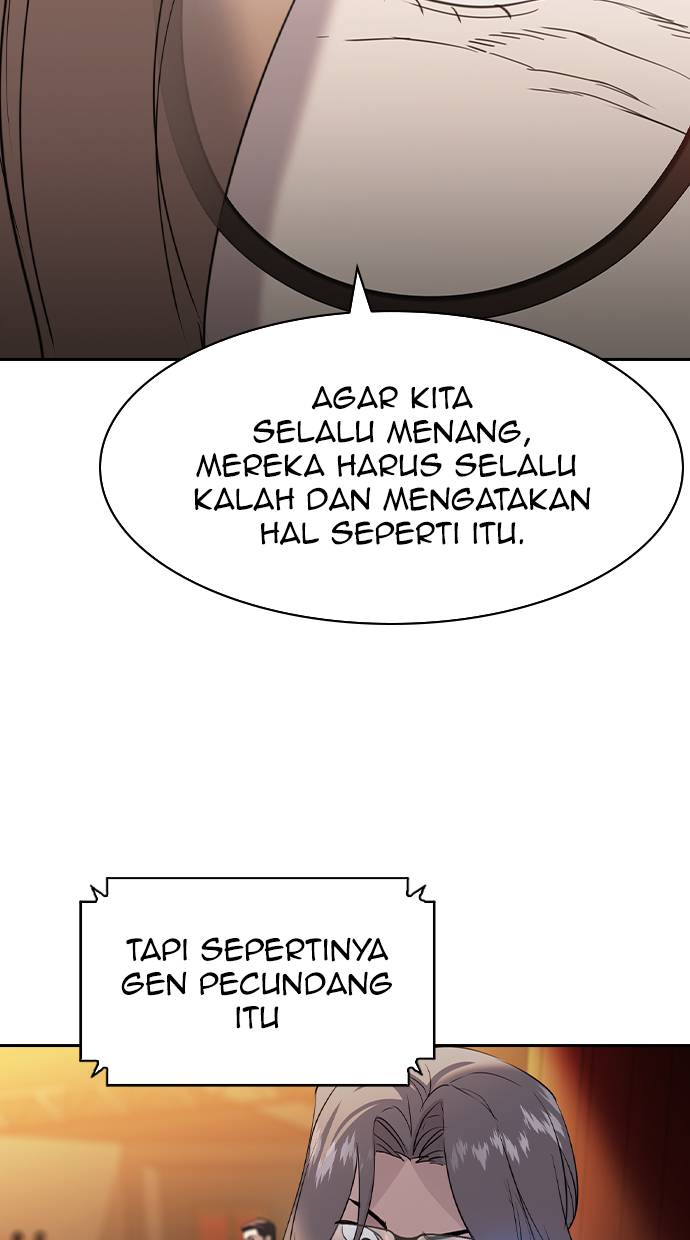 AGAR KITA
SELALU MENANG,
MEREKA HARUS SELALU
KALAH DAN MENGATAKAN
HAL SEPERTI ITU.
TAPI SEPERTINYA
GEN PECUNDANG
ITU